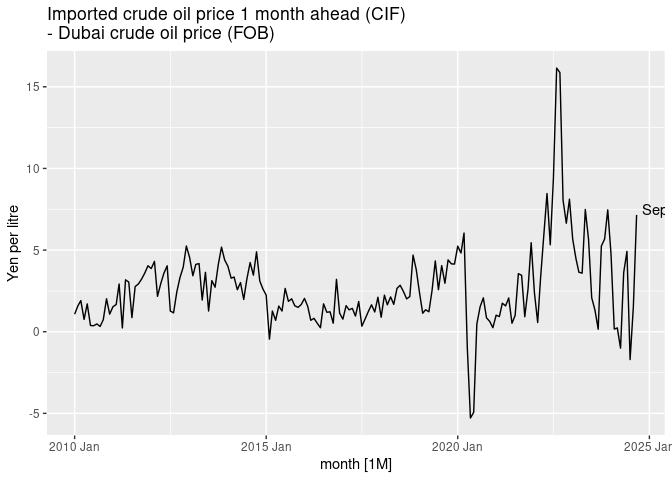 Imported crude oil price 1 month ahead (CIF)
- Dubai crude oil price (FOB)
Yen per litre
15
10
5
0
-5
Sep
2010 Jan
2015 Jan
2020 Jan
2025 Jan
month [1M]